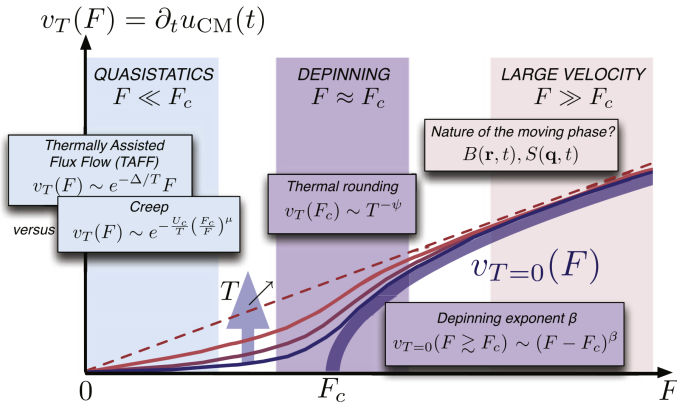 v_T(F) = ∂_t u_CM(t)
QUASISTATICS
F ≪ F_c
DEPINNING
F ≈ F_c
LARGE VELOCITY
F ≫ F_c
Thermally Assisted
Flux Flow (TAFF)
v_T(F) ∼ e^{-Δ/T} F
versus
Creep
v_T(F) ∼ e^{-\frac{U_c}{T}(\frac{F_c}{F})^μ}
Thermal rounding
v_T(F_c) ∼ T^{-ψ}
Nature of the moving phase?
B(r, t), S(q, t)
T
v_{T=0}(F)
Depinning exponent β
v_{T=0}(F ≳ F_c) ∼ (F − F_c)^β
0
F_c
F